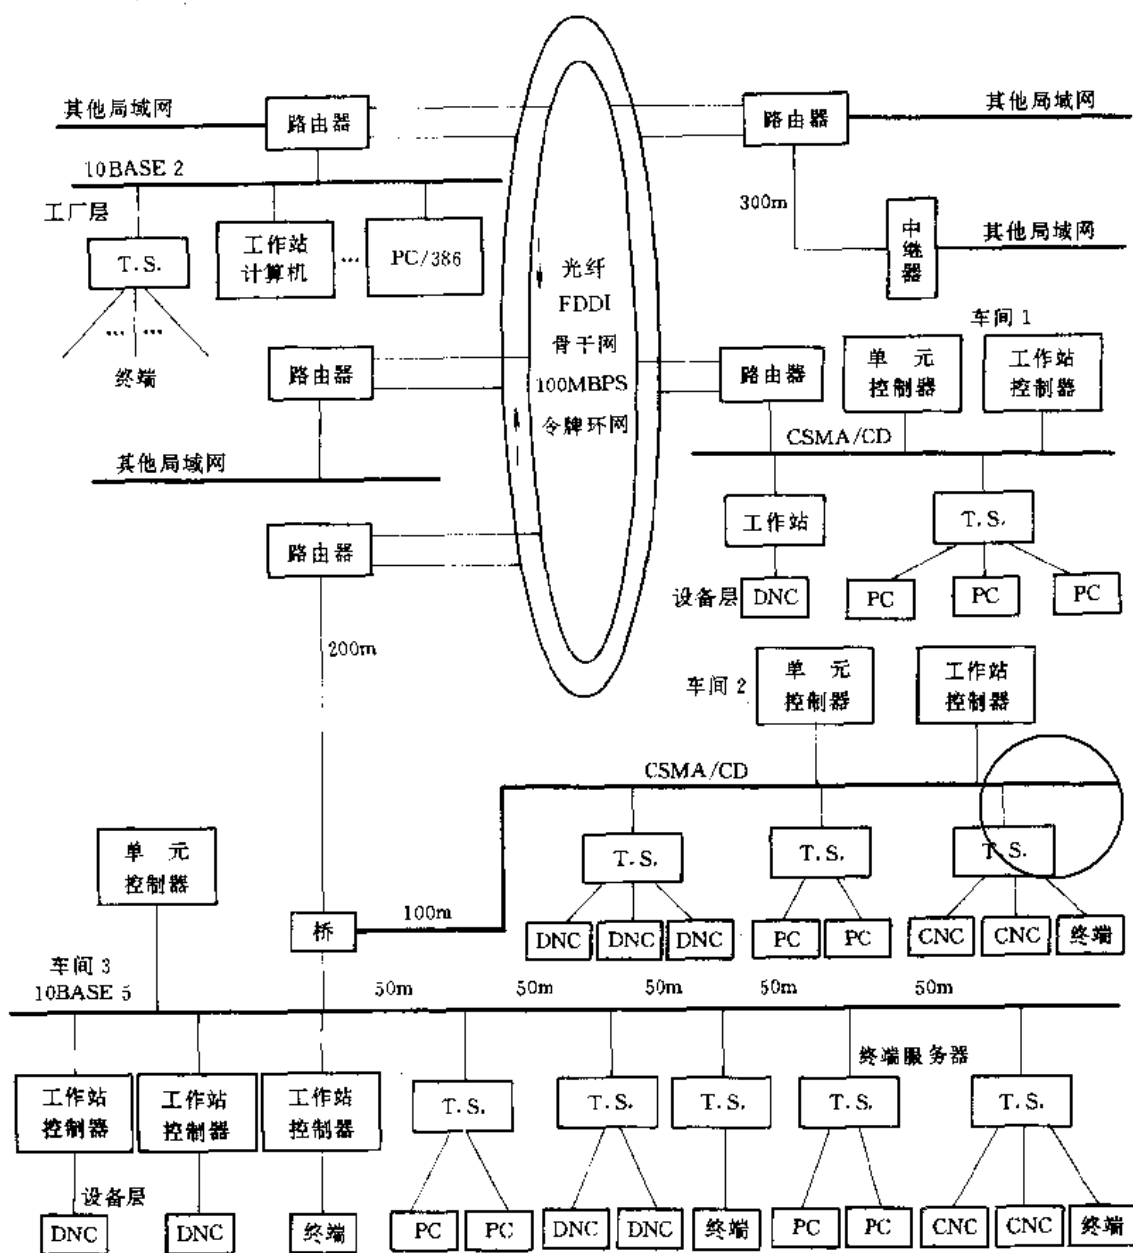 其他局域网
路由器
路由器
其他局域网
10BASE 2
工厂层
T.S.
工作站
计算机
...
PC/386
300m
中
继
器
其他局域网
... ...
终端
光纤
FDDI
骨干网
100MBPS
令牌环网
路由器
路由器
车间 1
单 元
控制器
工作站
控制器
CSMA/CD
其他局域网
工作站
T.S.
路由器
设备层
DNC
PC
PC
PC
200m
车间 2
单 元
控制器
工作站
控制器
CSMA/CD
单 元
控制器
T.S.
T.S.
T.S.
桥
100m
DNC
DNC
DNC
PC
PC
CNC
CNC
终端
车间 3
10BASE 5
50m
50m
50m
50m
50m
终端服务器
工作站
控制器
工作站
控制器
工作站
控制器
T.S.
T.S.
T.S.
T.S.
T.S.
设备层
DNC
DNC
终端
PC
PC
DNC
DNC
终端
PC
PC
CNC
CNC
终端